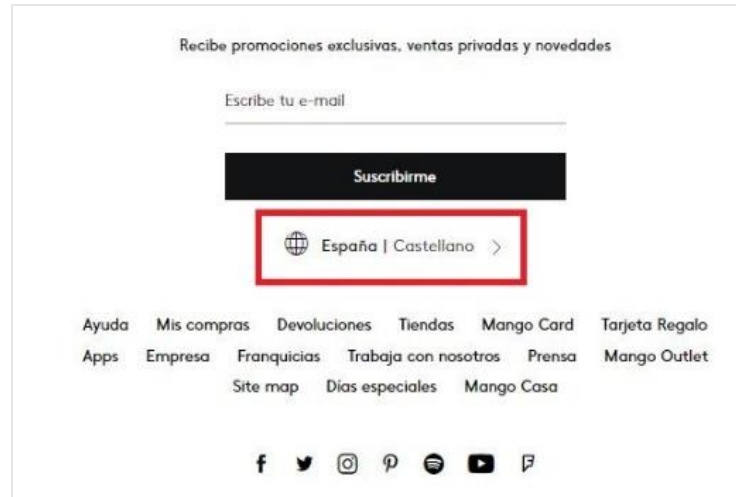 Recibe promociones exclusivas, ventas privadas y novedades
Escribe tu e-mail
Suscribirme
España | Castellano >
Ayuda Mis compras Devoluciones Tiendas Mango Card Tarjeta Regalo
Apps Empresa Franquicias Trabaja con nosotros Prensa Mango Outlet
Site map Días especiales Mango Casa